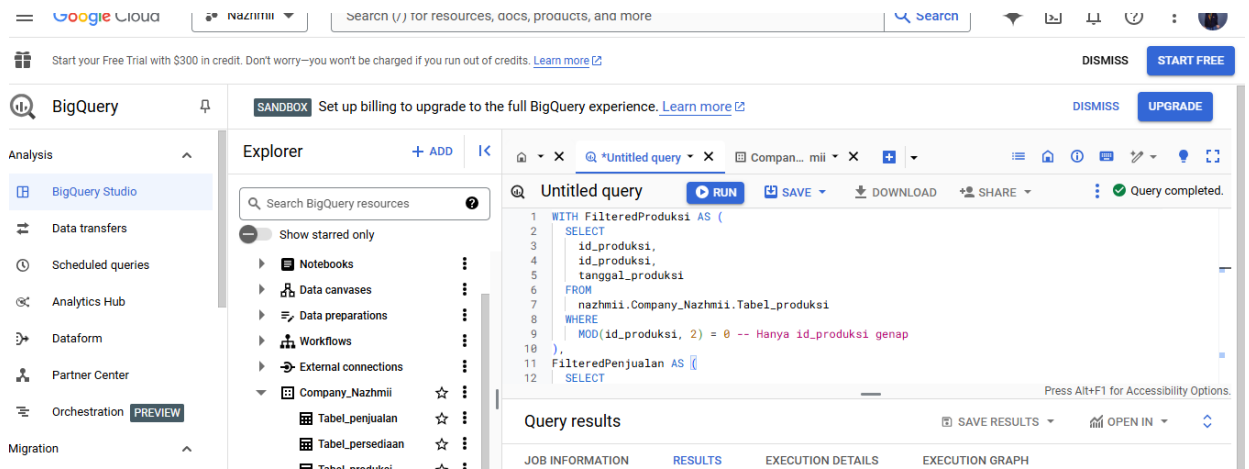 Google Cloud
Nazhmii
Search (/) for resources, docs, products, and more
Search
Start your Free Trial with $300 in credit. Don't worry—you won't be charged if you run out of credits. Learn more
DISMISS
START FREE
BigQuery
SANDBOX Set up billing to upgrade to the full BigQuery experience. Learn more
DISMISS
UPGRADE
Analysis
BigQuery Studio
Data transfers
Scheduled queries
Analytics Hub
Dataform
Partner Center
Orchestration PREVIEW
Migration
Explorer
+ ADD
Search BigQuery resources
Show starred only
Notebooks
Data canvases
Data preparations
Workflows
External connections
Company_Nazhmii
Tabel_penjualan
Tabel_persediaan
Tabel_produksi
*Untitled query
Compan... mii
Untitled query
RUN
SAVE
DOWNLOAD
SHARE
Query completed.
1 WITH FilteredProduksi AS (
2 SELECT
3 id_produksi,
4 id_produksi,
5 tanggal_produksi
6 FROM
7 nazhmii.Company_Nazhmii.Tabel_produksi
8 WHERE
9 MOD(id_produksi, 2) = 0 -- Hanya id_produksi genap
10 ),
11 FilteredPenjualan AS (
12 SELECT
Press Alt+F1 for Accessibility Options.
Query results
SAVE RESULTS
OPEN IN
JOB INFORMATION
RESULTS
EXECUTION DETAILS
EXECUTION GRAPH